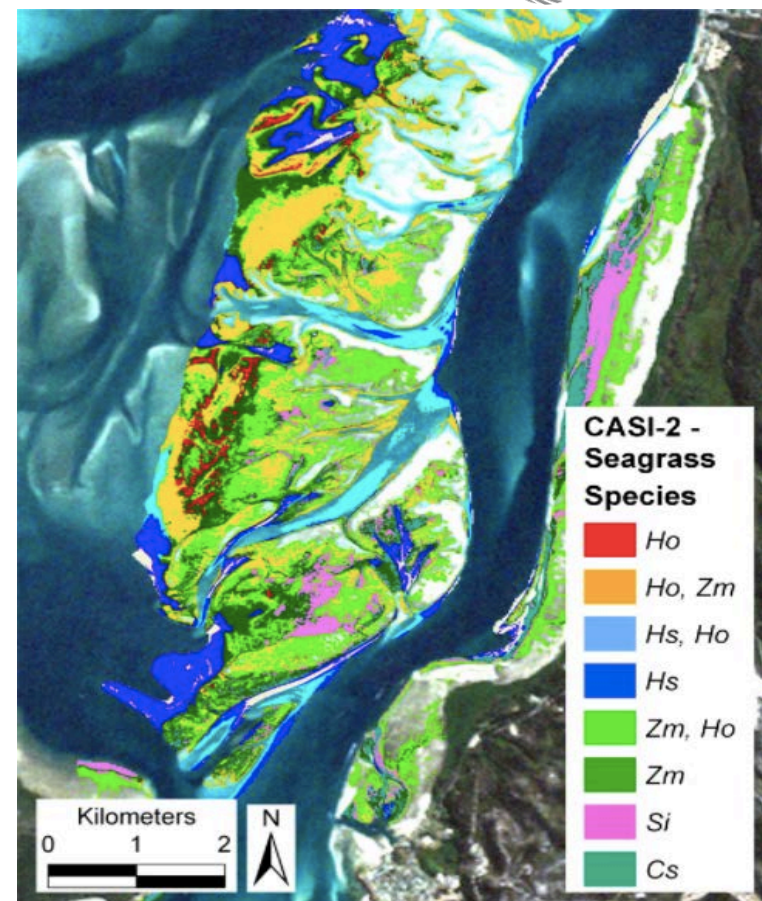 CASI-2 -
Seagrass
Species
Ho
Ho, Zm
Hs, Ho
Hs
Zm, Ho
Zm
Si
Cs
Kilometers
0 1 2
N